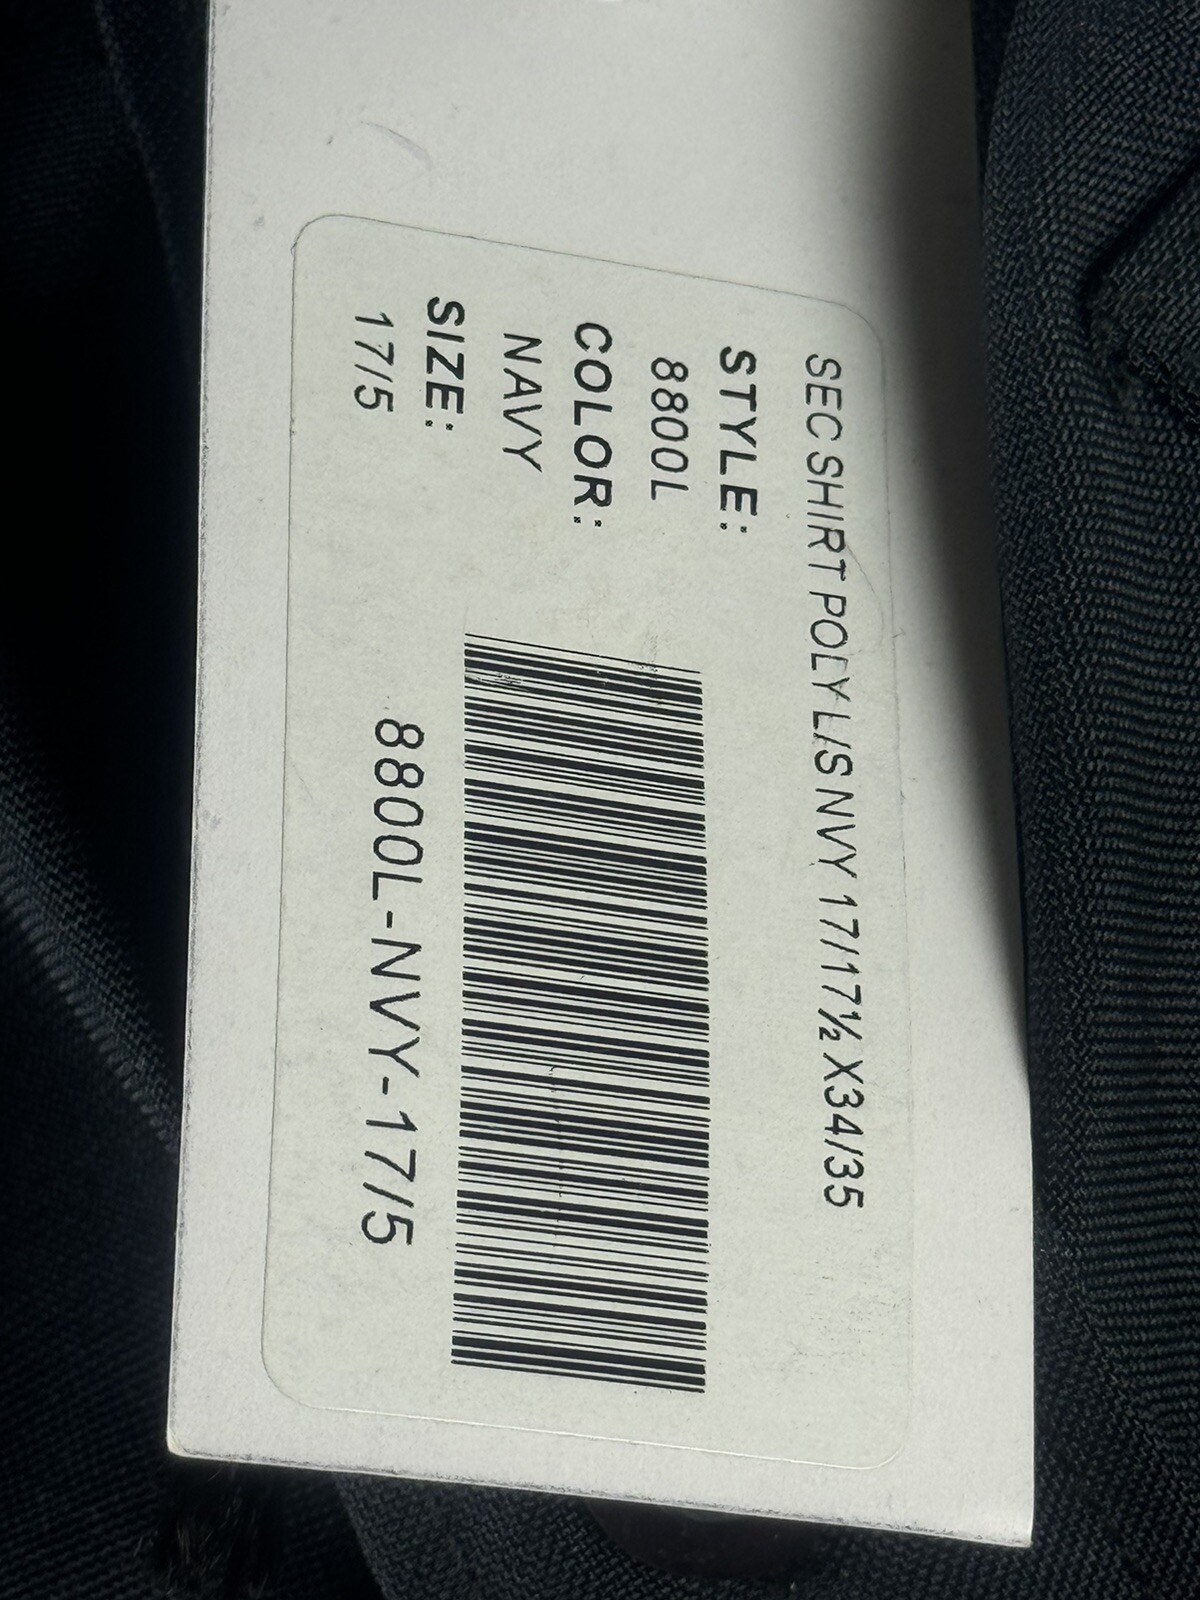 SEC SHIRT POLY L/S NVY 17/17½ X34/35
STYLE:
8800L
COLOR:
NAVY
SIZE:
17/5
8800L-NVY-17/5